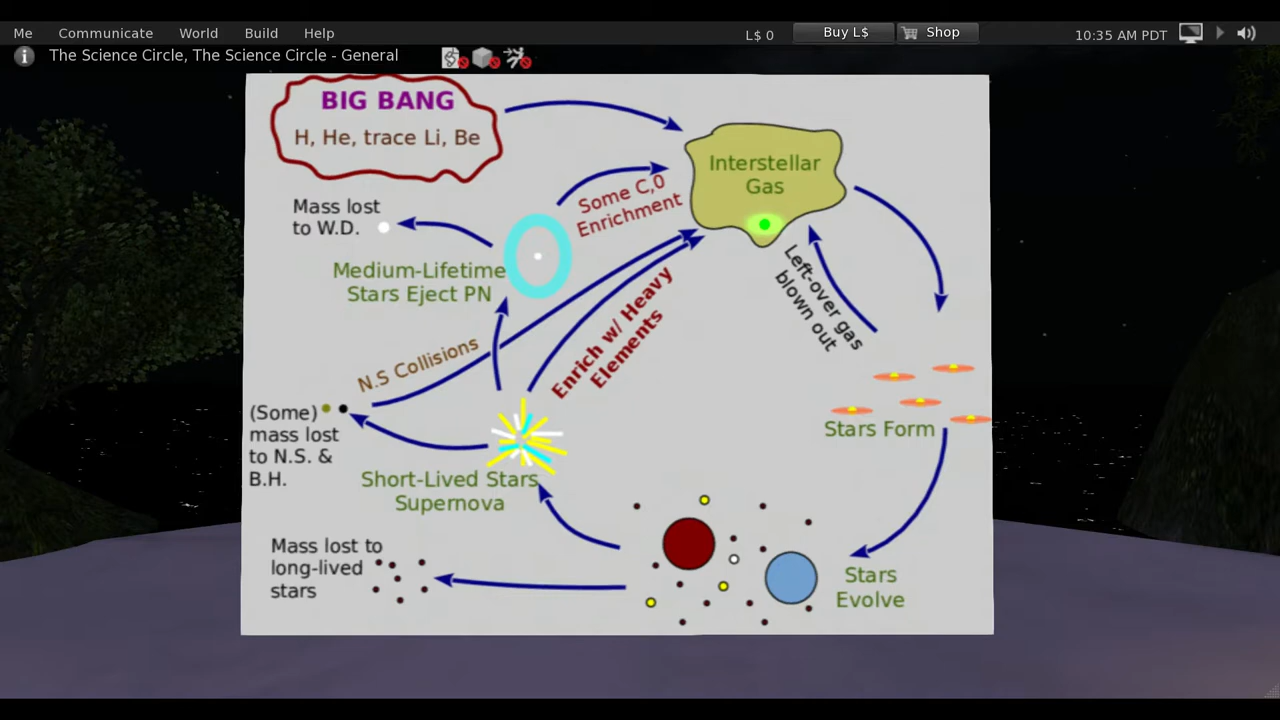 Me Communicate World Build Help L$ 0 Buy L$ Shop 10:35 AM PDT
The Science Circle, The Science Circle - General
BIG BANG
H, He, trace Li, Be
Interstellar
Gas
Some C,0
Enrichment
Mass lost
to W.D.
Medium-Lifetime
Stars Eject PN
Left-over gas
blown out
Enrich w/ Heavy
Elements
N.S Collisions
(Some)
mass lost
to N.S. &
B.H.
Stars Form
Short-Lived Stars
Supernova
Mass lost to
long-lived
stars
Stars
Evolve